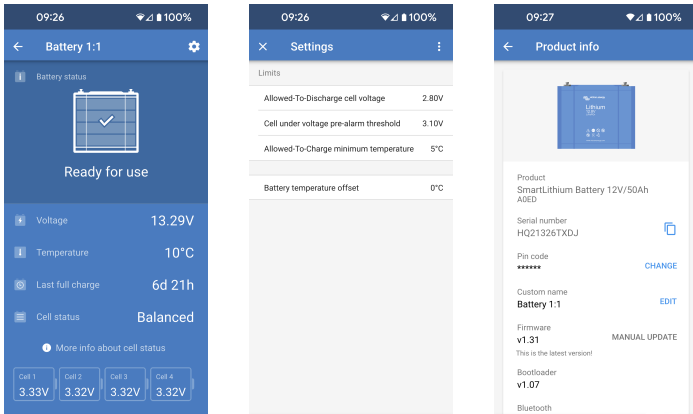 09:26
100%
Battery 1:1
Battery status
Ready for use
Voltage 13.29V
Temperature 10°C
Last full charge 6d 21h
Cell status Balanced
More info about cell status
Cell 1 Cell 2 Cell 3 Cell 4
3.33V 3.32V 3.32V 3.32V
09:26
100%
Settings
Limits
Allowed-To-Discharge cell voltage 2.80V
Cell under voltage pre-alarm threshold 3.10V
Allowed-To-Charge minimum temperature 5°C
Battery temperature offset 0°C
09:27
100%
Product info
Lithium
Product
SmartLithium Battery 12V/50Ah
A0ED
Serial number
HQ21326TXDJ
Pin code
****** CHANGE
Custom name
Battery 1:1 EDIT
Firmware
v1.31 MANUAL UPDATE
This is the latest version!
Bootloader
v1.07
Bluetooth